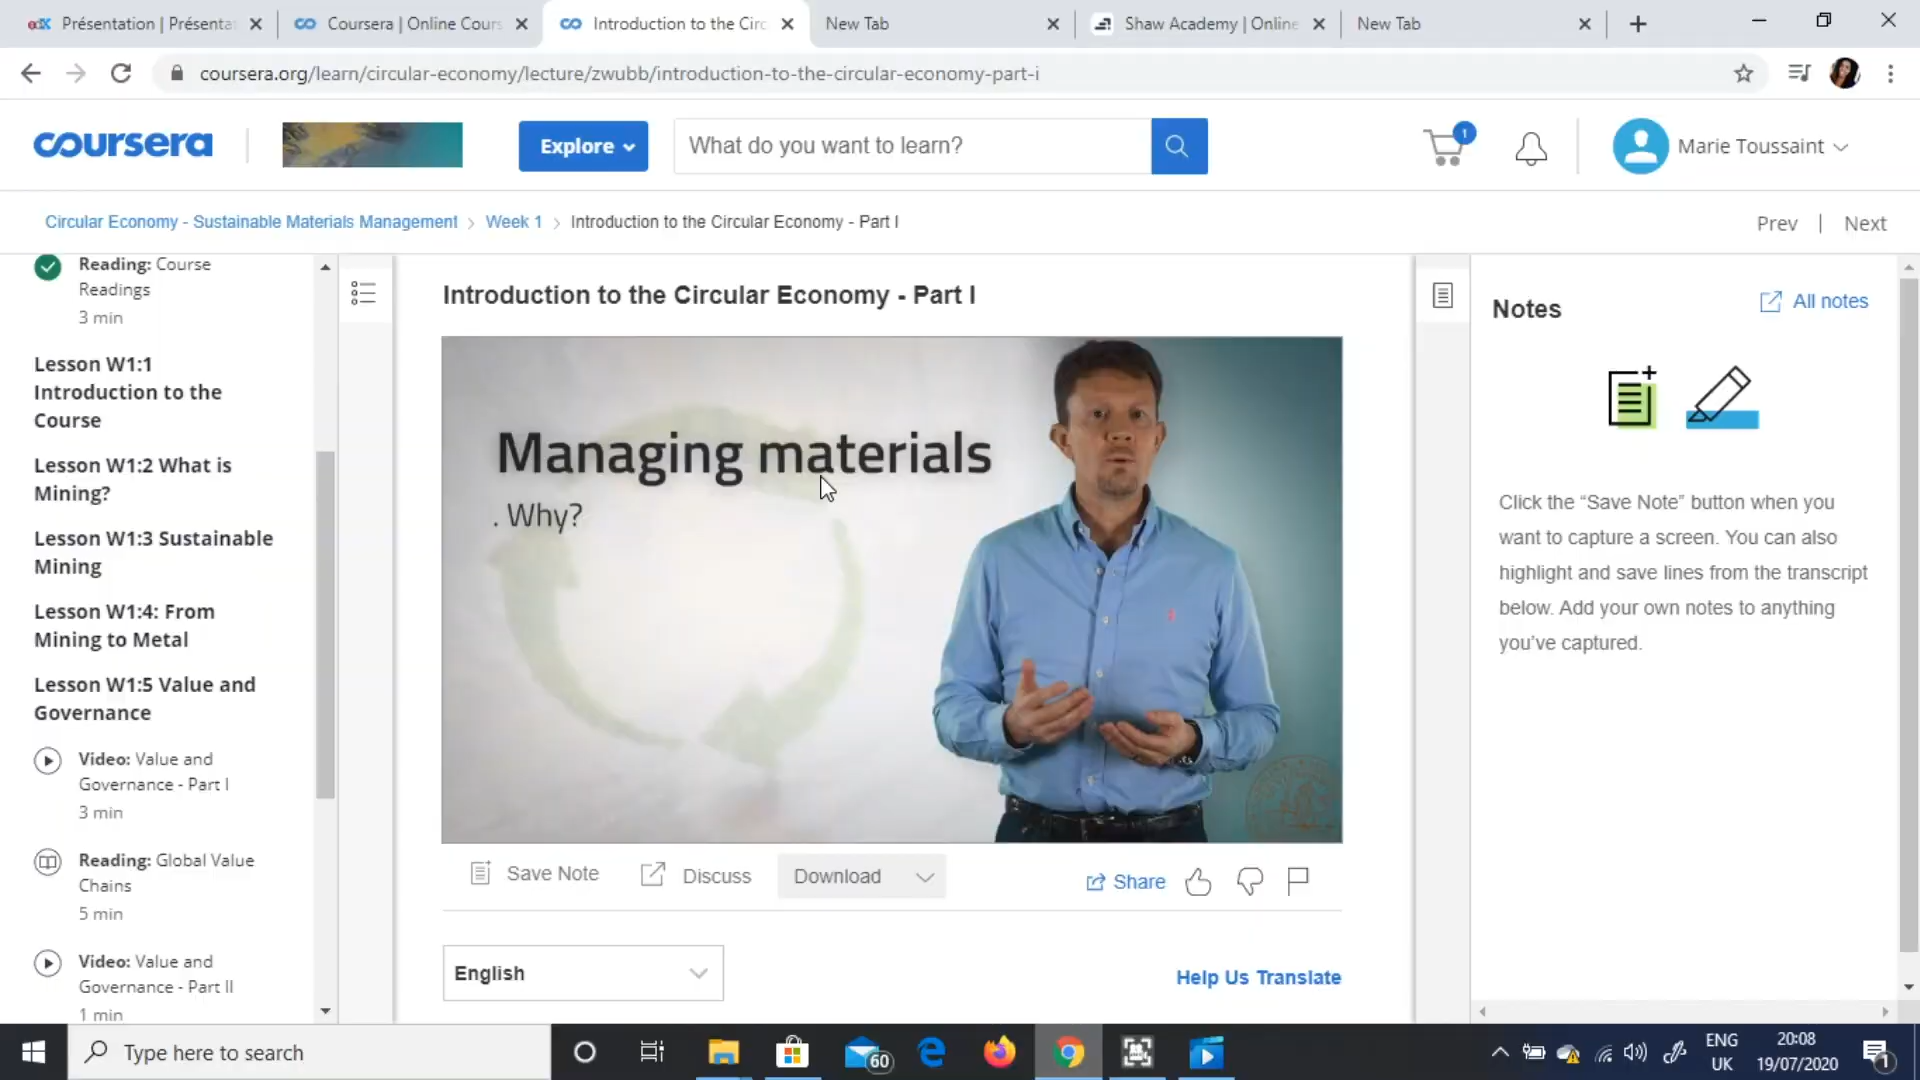 edX Présentation | Présenta
Coursera | Online Cours
Introduction to the Circ
New Tab
Shaw Academy | Online
New Tab
coursera.org/learn/circular-economy/lecture/zwubb/introduction-to-the-circular-economy-part-i
coursera
Explore
What do you want to learn?
1
Marie Toussaint
Circular Economy - Sustainable Materials Management > Week 1 > Introduction to the Circular Economy - Part I
Prev | Next
Reading: Course
Readings
3 min
Lesson W1:1
Introduction to the
Course
Lesson W1:2 What is
Mining?
Lesson W1:3 Sustainable
Mining
Lesson W1:4: From
Mining to Metal
Lesson W1:5 Value and
Governance
Video: Value and
Governance - Part I
3 min
Reading: Global Value
Chains
5 min
Video: Value and
Governance - Part II
1 min
Introduction to the Circular Economy - Part I
Managing materials
. Why?
Save Note
Discuss
Download
Share
English
Help Us Translate
Notes
All notes
Click the “Save Note” button when you
want to capture a screen. You can also
highlight and save lines from the transcript
below. Add your own notes to anything
you’ve captured.
Type here to search
60
ENG
UK
20:08
19/07/2020
1